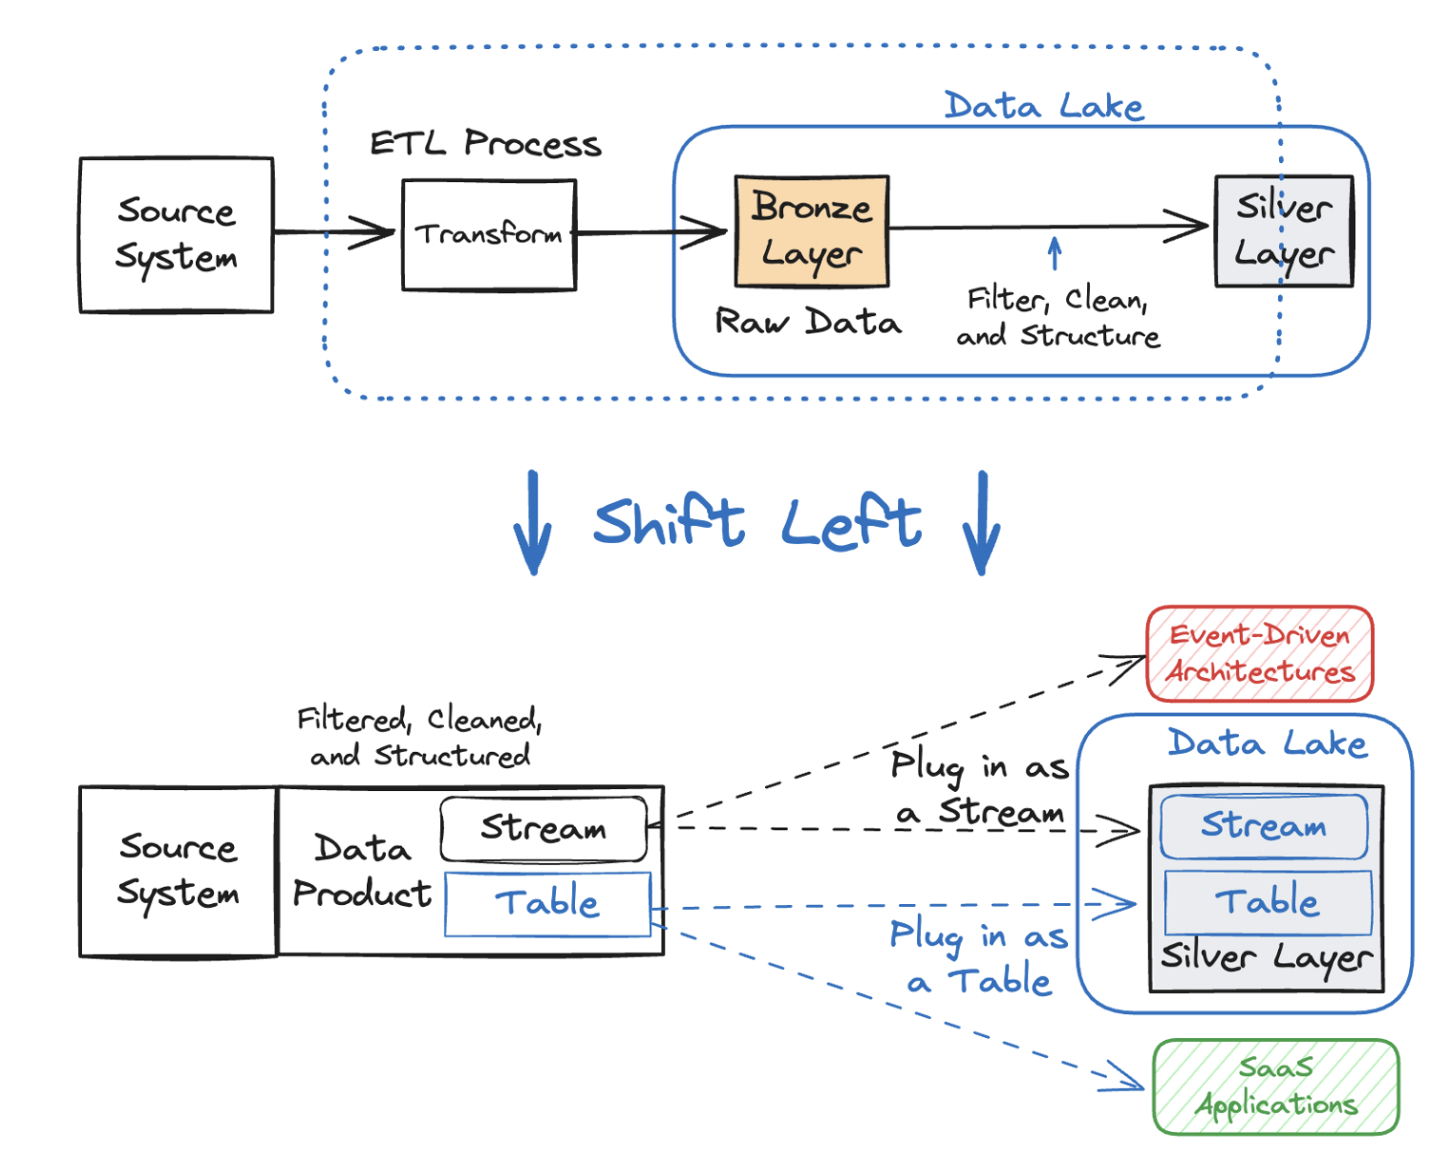 Data Lake
ETL Process
Source
System
Transform
Bronze
Layer
Raw Data
Filter, Clean,
and Structure
Silver
Layer
Shift Left
Event-Driven
Architectures
Filtered, Cleaned,
and Structured
Source
System
Data
Product
Stream
Table
Plug in as
a Stream
Plug in as
a Table
Data Lake
Stream
Table
Silver Layer
SaaS
Applications